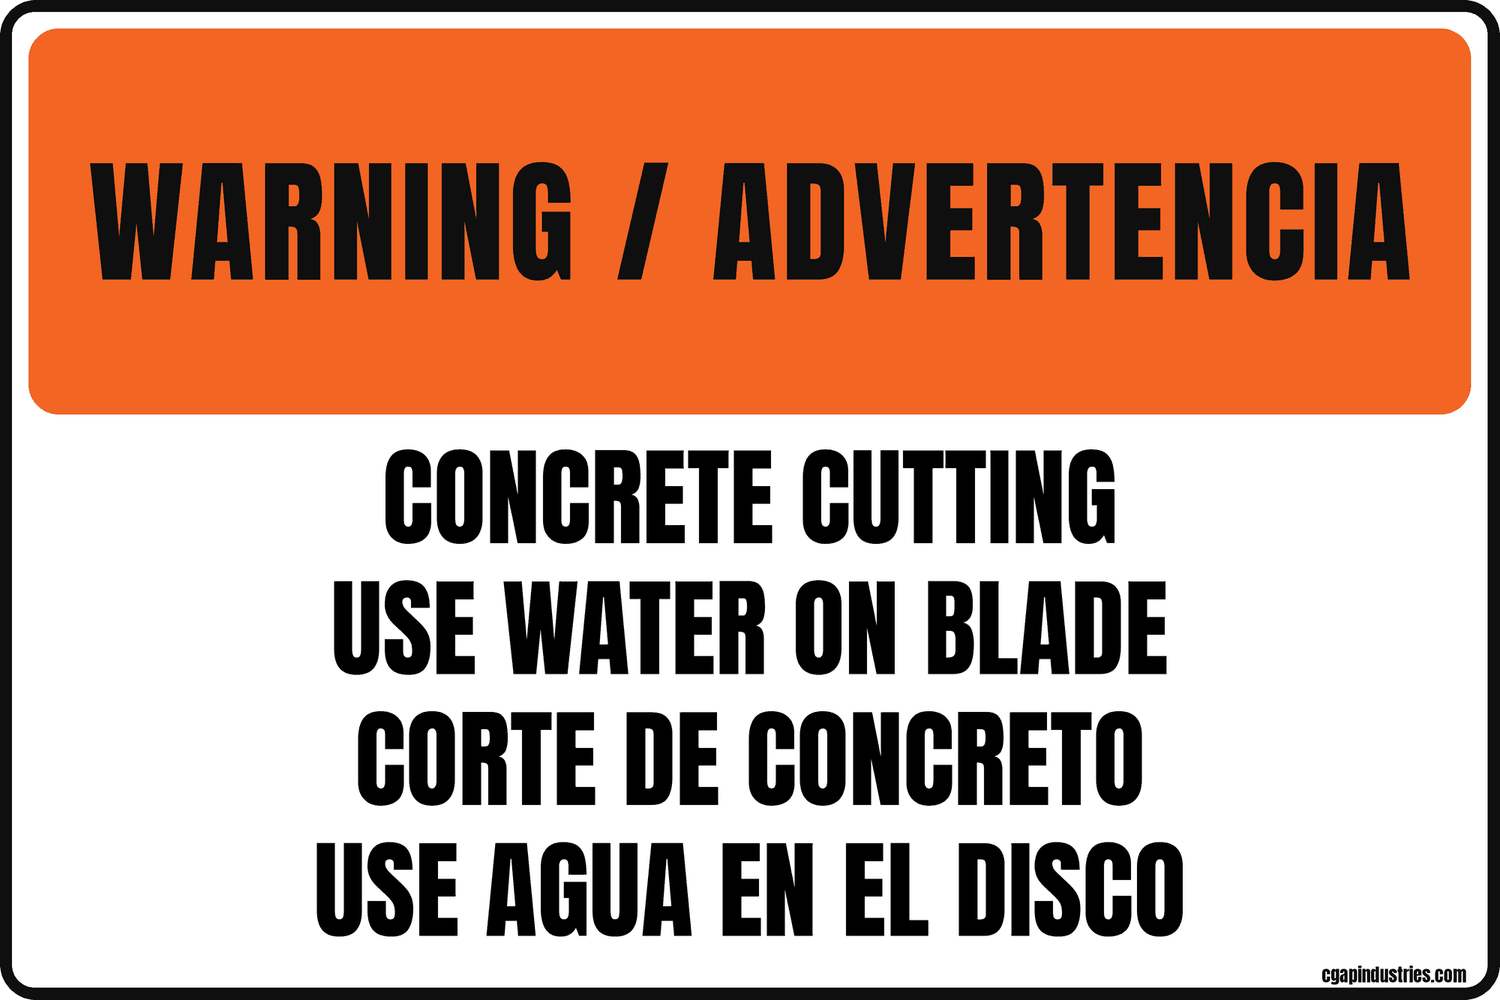 WARNING / ADVERTENCIA
CONCRETE CUTTING
USE WATER ON BLADE
CORTE DE CONCRETO
USE AGUA EN EL DISCO
cgapindustries.com